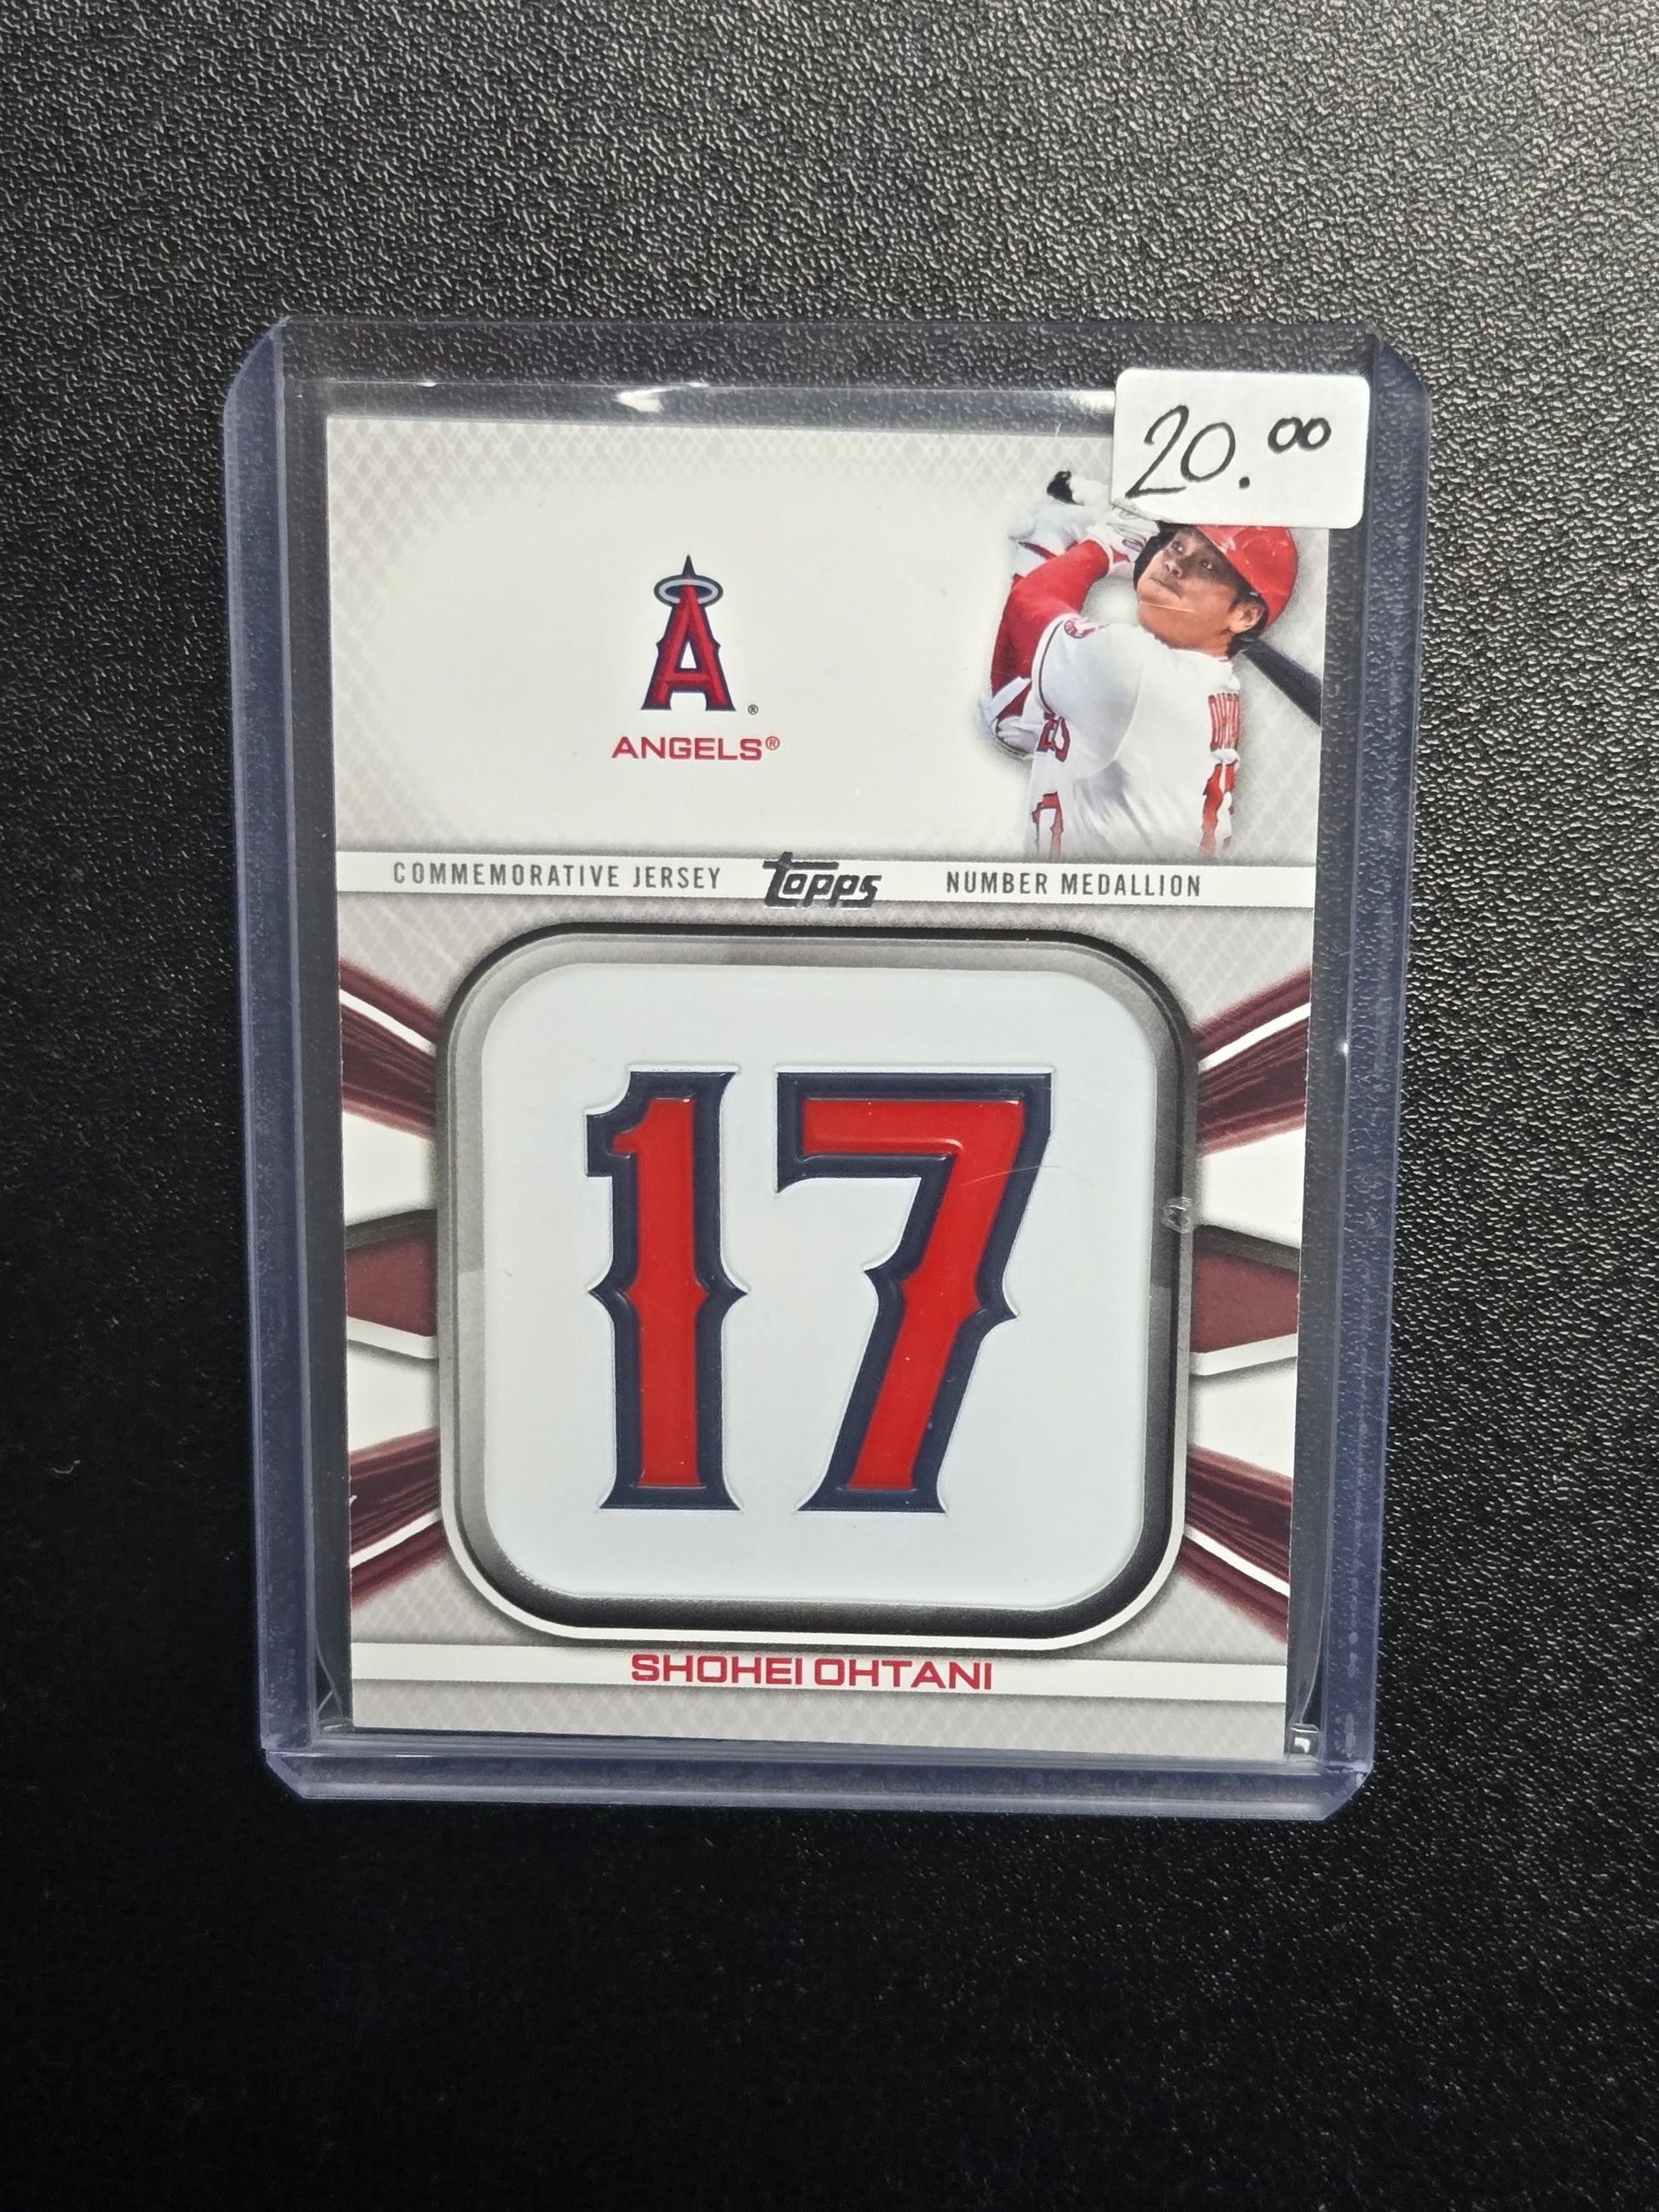 20.00
A®
ANGELS®
COMMEMORATIVE JERSEY topps NUMBER MEDALLION
17
SHOHEI OHTANI